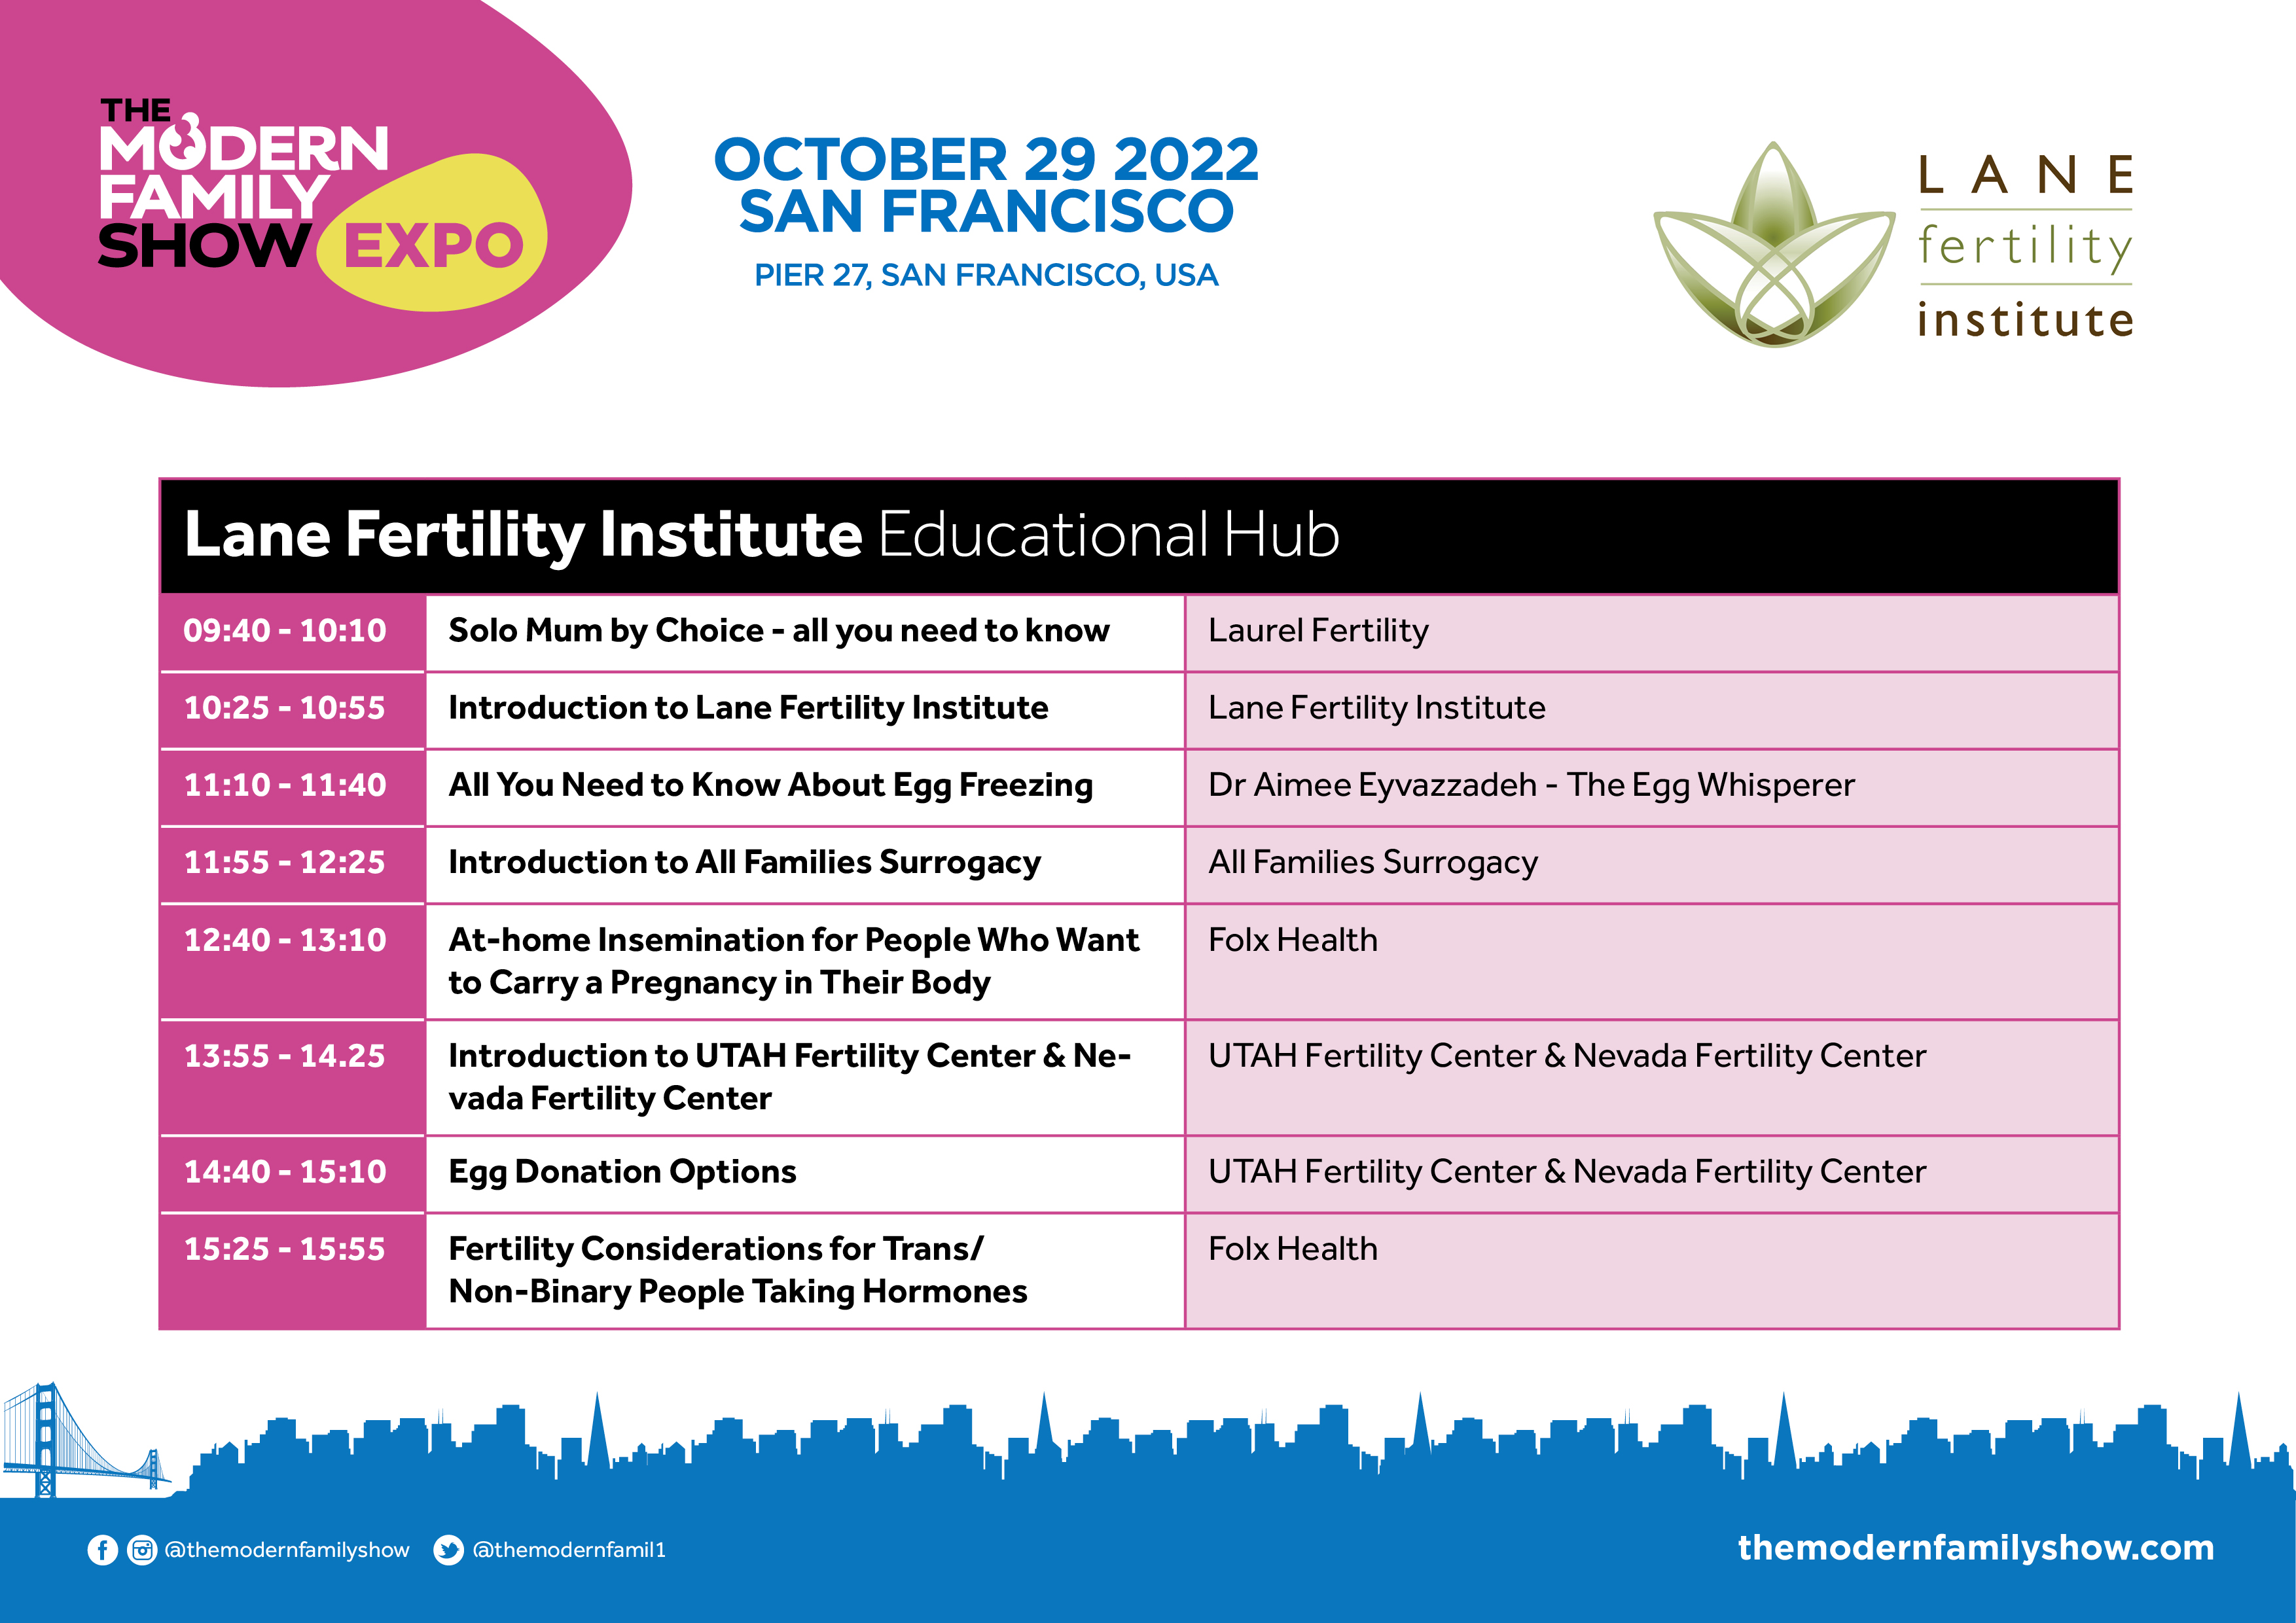 THE
MODERN
FAMILY
SHOW EXPO
OCTOBER 29 2022
SAN FRANCISCO
PIER 27, SAN FRANCISCO, USA
LANE
fertility
institute
Lane Fertility Institute Educational Hub
09:40 - 10:10 Solo Mum by Choice - all you need to know Laurel Fertility
10:25 - 10:55 Introduction to Lane Fertility Institute Lane Fertility Institute
11:10 - 11:40 All You Need to Know About Egg Freezing Dr Aimee Eyvazzadeh - The Egg Whisperer
11:55 - 12:25 Introduction to All Families Surrogacy All Families Surrogacy
12:40 - 13:10 At-home Insemination for People Who Want Folx Health
to Carry a Pregnancy in Their Body
13:55 - 14.25 Introduction to UTAH Fertility Center & Ne- UTAH Fertility Center & Nevada Fertility Center
vada Fertility Center
14:40 - 15:10 Egg Donation Options UTAH Fertility Center & Nevada Fertility Center
15:25 - 15:55 Fertility Considerations for Trans/ Folx Health
Non-Binary People Taking Hormones
@themodernfamilyshow @themodernfamil1 themodernfamilyshow.com